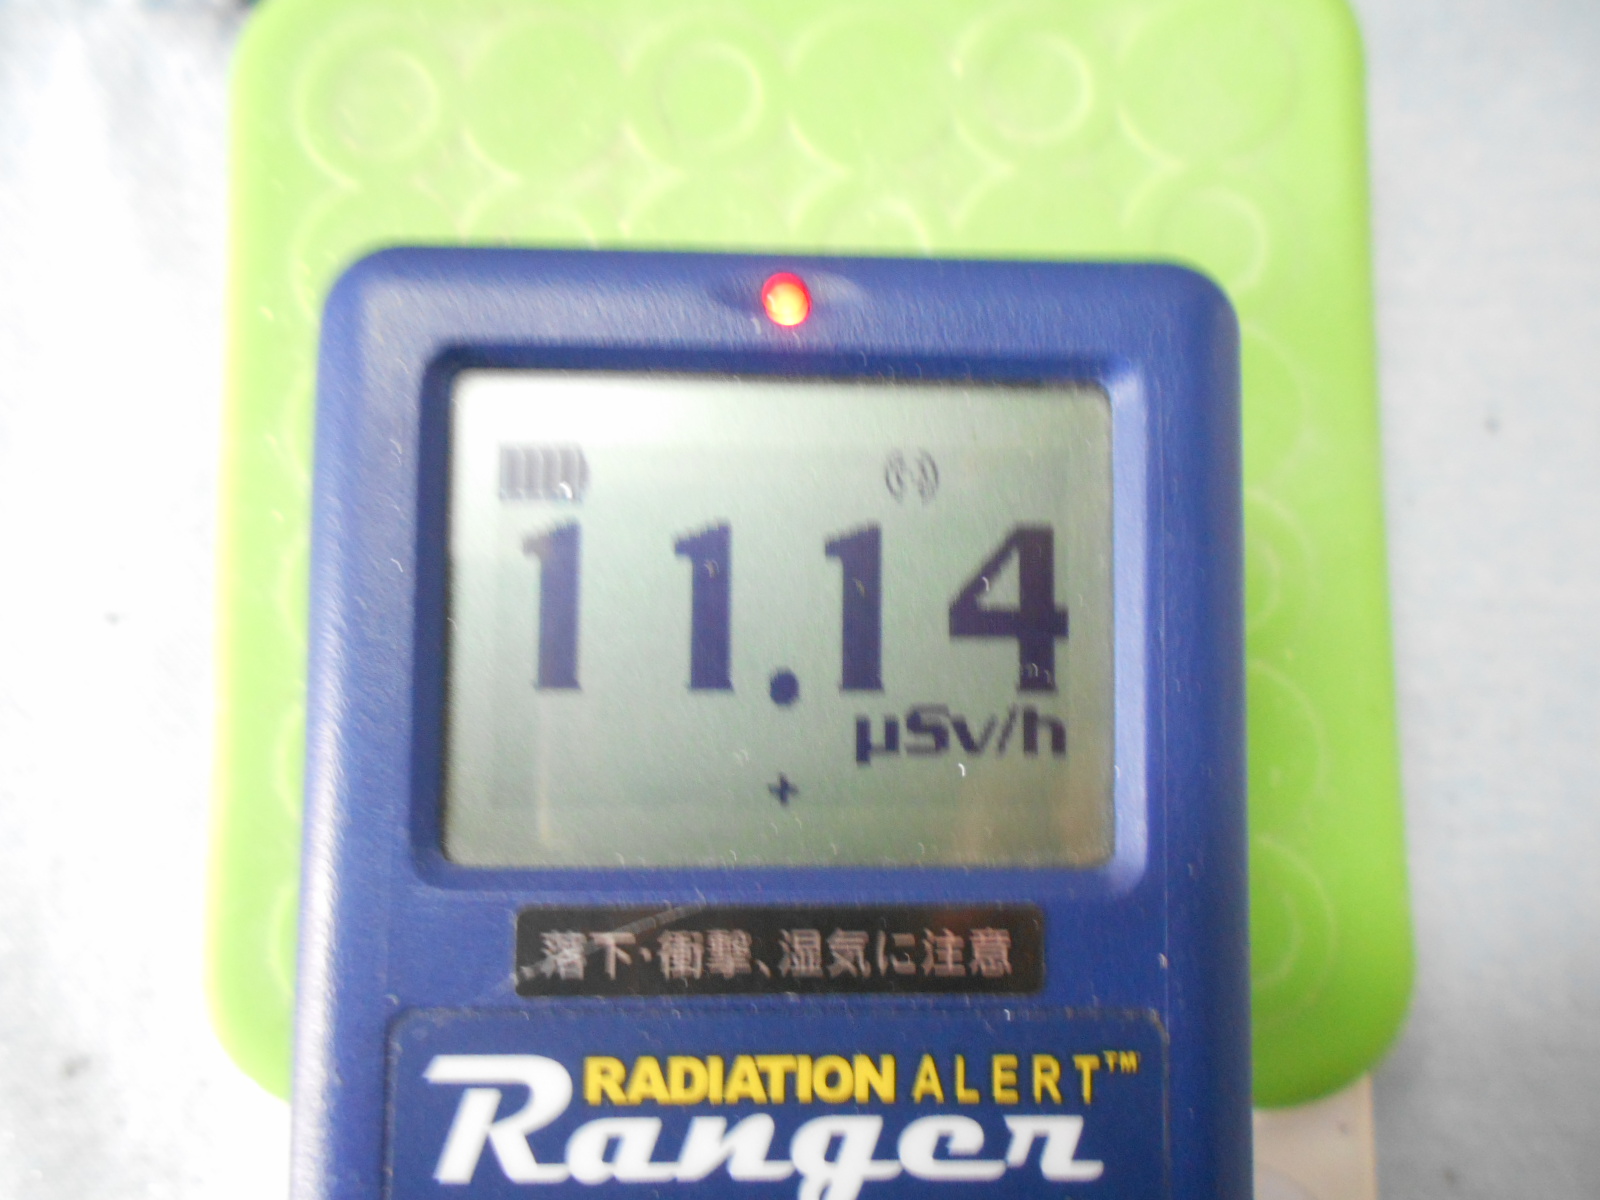 11.14
μSv/h
+
落下·衝撃、湿気に注意
RADIATION ALERT™
Ranger